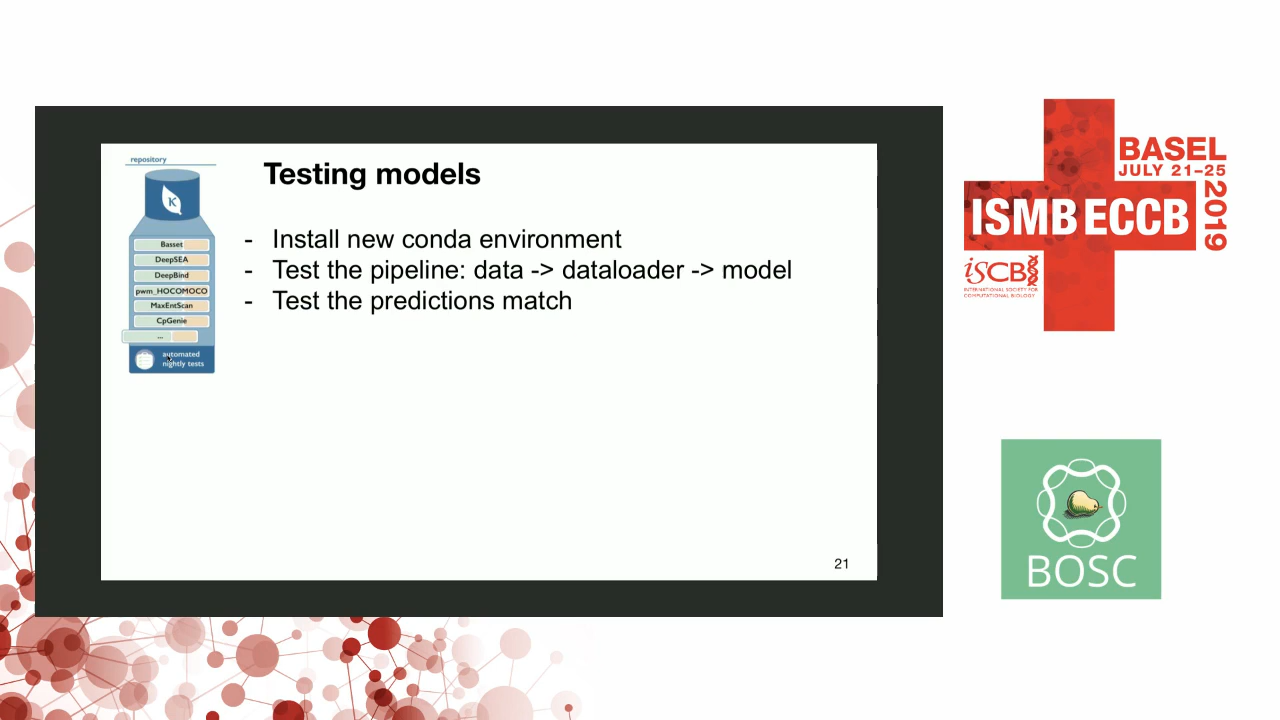 repository
K
Basset
DeepSEA
DeepBind
pwm_HOCOMOCO
MaxEntScan
CpGenie
...
automated
nightly tests
Testing models
- Install new conda environment
- Test the pipeline: data -> dataloader -> model
- Test the predictions match
21
BASEL
JULY 21–25
2019
ISMB ECCB
iSCB
INTERNATIONAL SOCIETY FOR
COMPUTATIONAL BIOLOGY
BOSC